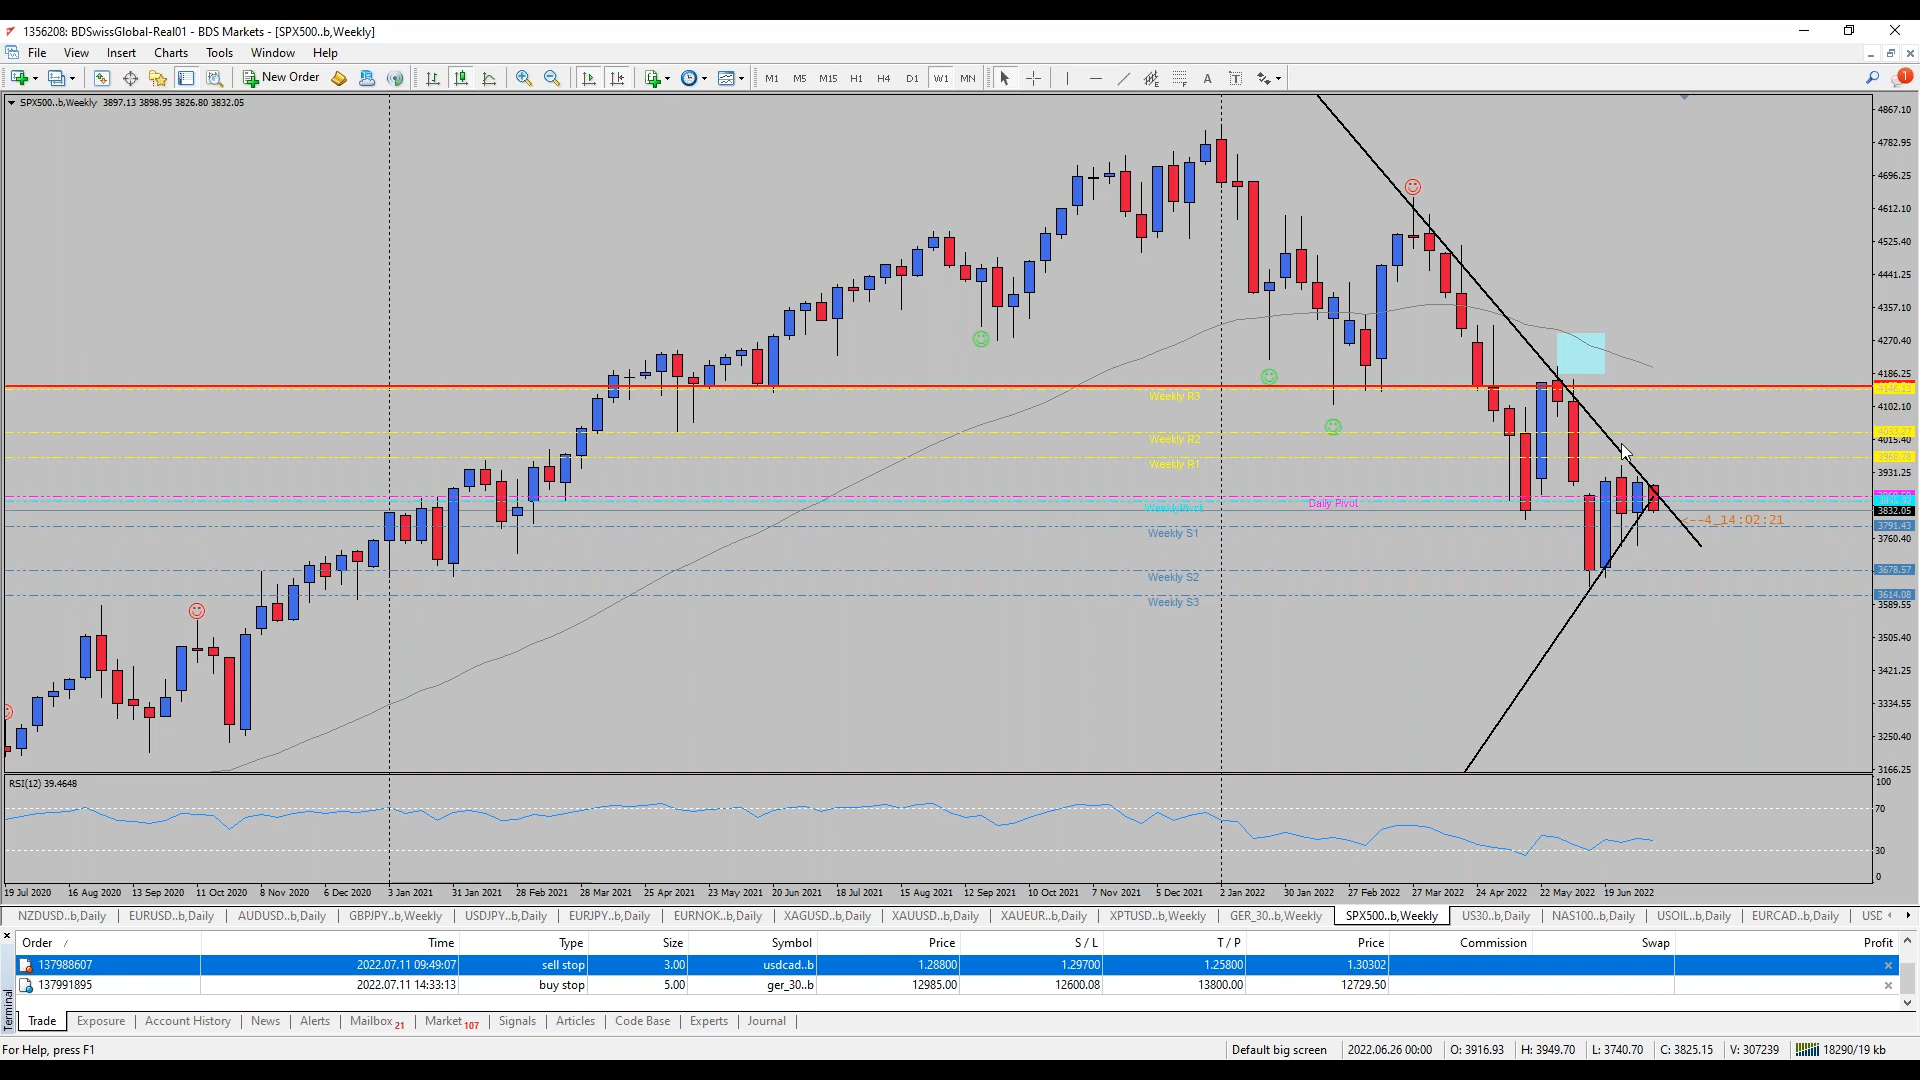 1356208: BDSwissGlobal-Real01 - BDS Markets - [SPX500..b,Weekly]
File View Insert Charts Tools Window Help
New Order M1 M5 M15 H1 H4 D1 W1 MN A T 1
SPX500..b,Weekly 3897.13 3898.95 3826.80 3832.05
4867.10
4782.95
4696.25
4612.10
4525.40
4441.25
4357.10
4270.40
4186.25
Weekly R3
4102.10
Weekly R2 4033.27
4015.40
Weekly R1 3968.78
3931.25
Daily Pivot
3832.05
<--4_14:02:21
Weekly S1 3791.43
3760.40
Weekly S2 3678.57
Weekly S3 3614.08
3589.55
3505.40
3421.25
3334.55
3250.40
3166.25
RSI(12) 39.4648
100
70
30
0
19 Jul 2020 16 Aug 2020 13 Sep 2020 11 Oct 2020 8 Nov 2020 6 Dec 2020 3 Jan 2021 31 Jan 2021 28 Feb 2021 28 Mar 2021 25 Apr 2021 23 May 2021 20 Jun 2021 18 Jul 2021 15 Aug 2021 12 Sep 2021 10 Oct 2021 7 Nov 2021 5 Dec 2021 2 Jan 2022 30 Jan 2022 27 Feb 2022 27 Mar 2022 24 Apr 2022 22 May 2022 19 Jun 2022
NZDUSD..b,Daily EURUSD..b,Daily AUDUSD..b,Daily GBPJPY..b,Weekly USDJPY..b,Daily EURJPY..b,Daily EURNOK..b,Daily XAGUSD..b,Daily XAUUSD..b,Daily XAUEUR..b,Daily XPTUSD..b,Weekly GER_30..b,Weekly SPX500..b,Weekly US30..b,Daily NAS100..b,Daily USOIL..b,Daily EURCAD..b,Daily USD
Order / Time Type Size Symbol Price S / L T / P Price Commission Swap Profit
137988607 2022.07.11 09:49:07 sell stop 3.00 usdcad..b 1.28800 1.29700 1.25800 1.30302
137991895 2022.07.11 14:33:13 buy stop 5.00 ger_30..b 12985.00 12600.08 13800.00 12729.50
Terminal
Trade Exposure Account History News Alerts Mailbox 21 Market 107 Signals Articles Code Base Experts Journal
For Help, press F1 Default big screen 2022.06.26 00:00 O: 3916.93 H: 3949.70 L: 3740.70 C: 3825.15 V: 307239 18290/19 kb